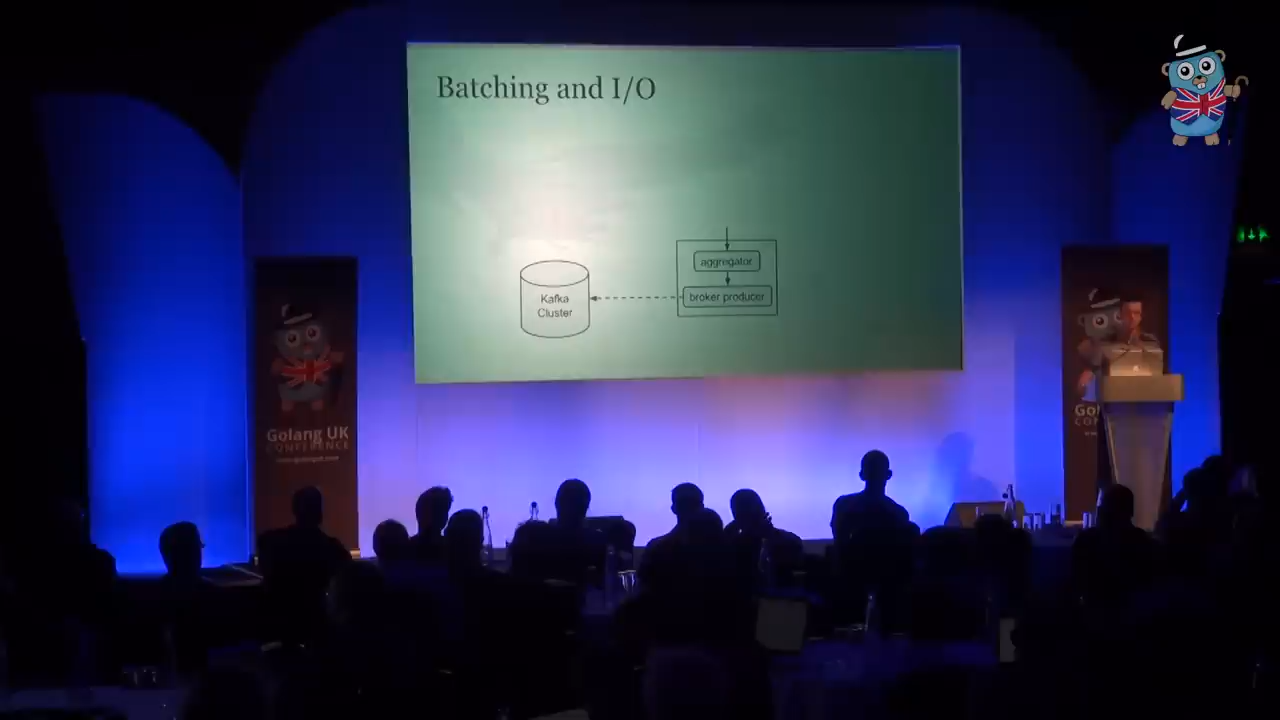 Batching and I/O
aggregator
broker producer
Kafka
Cluster
Golang UK
CONFERENCE